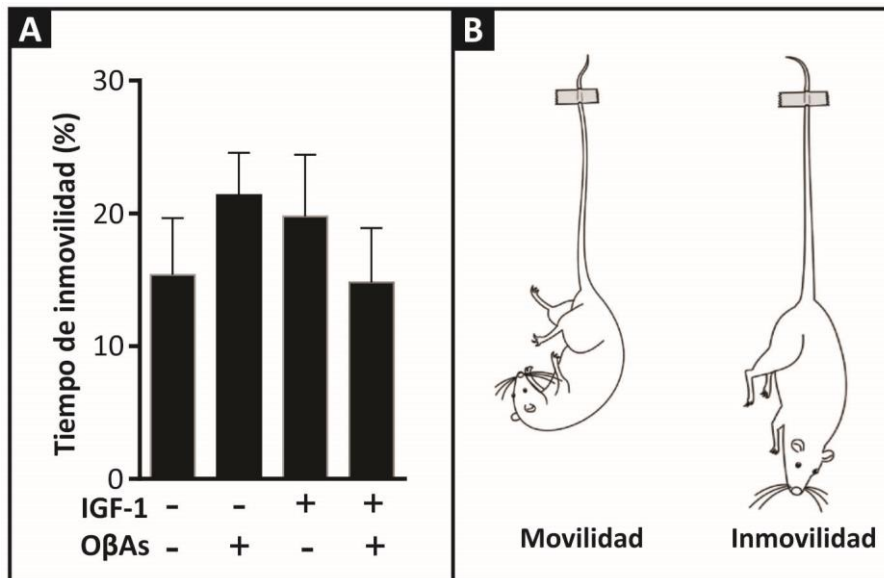 A
B
Tiempo de inmovilidad (%)
30
20
10
0
IGF-1 - - + +
OβAs - + - +
Movilidad Inmovilidad